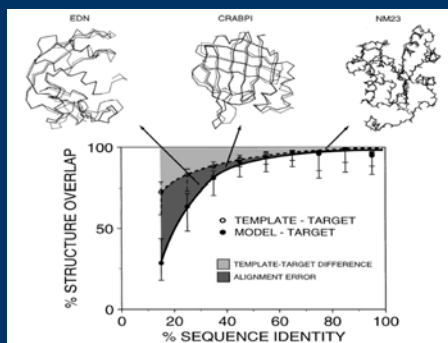 EDN
CRABPI
NM23
% STRUCTURE OVERLAP
100
50
0
TEMPLATE - TARGET
MODEL - TARGET
TEMPLATE-TARGET DIFFERENCE
ALIGNMENT ERROR
0 20 40 60 80 100
% SEQUENCE IDENTITY